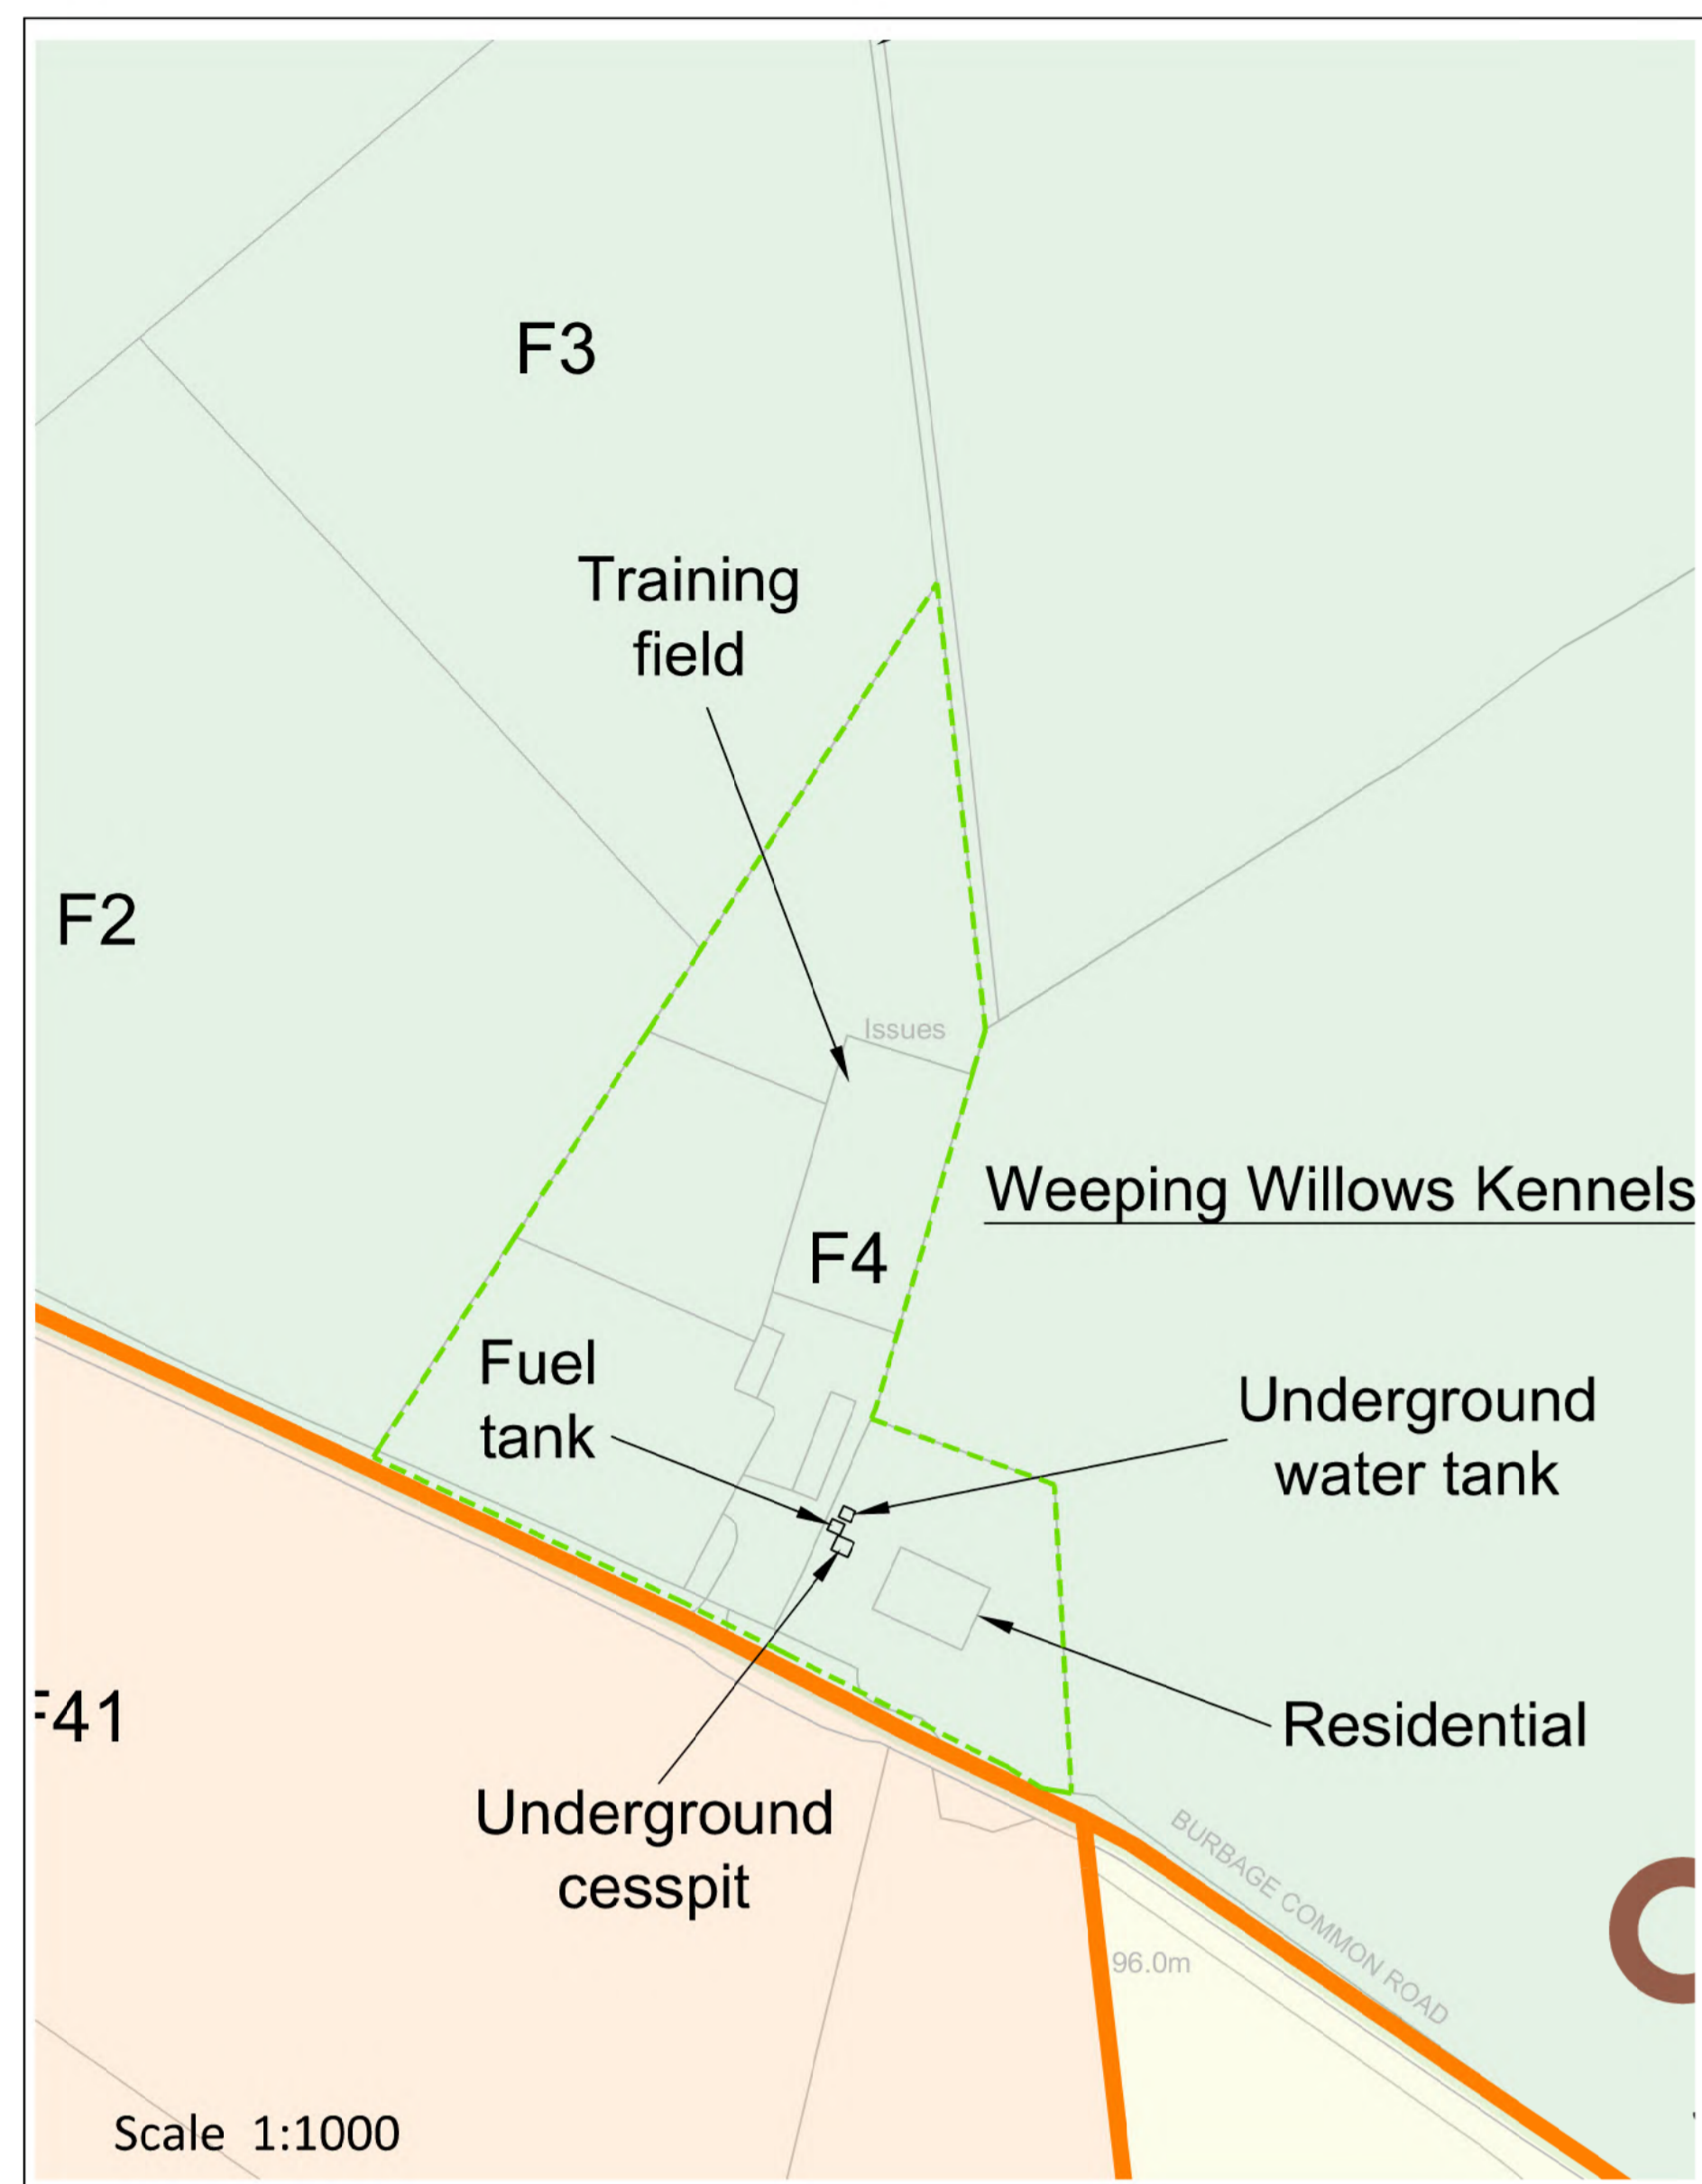 F3
Training
field
F2
Issues
Weeping Willows Kennels
F4
Fuel
tank
Underground
water tank
F41
Residential
Underground
cesspit
BURBAGE COMMON ROAD
96.0m
Scale 1:1000